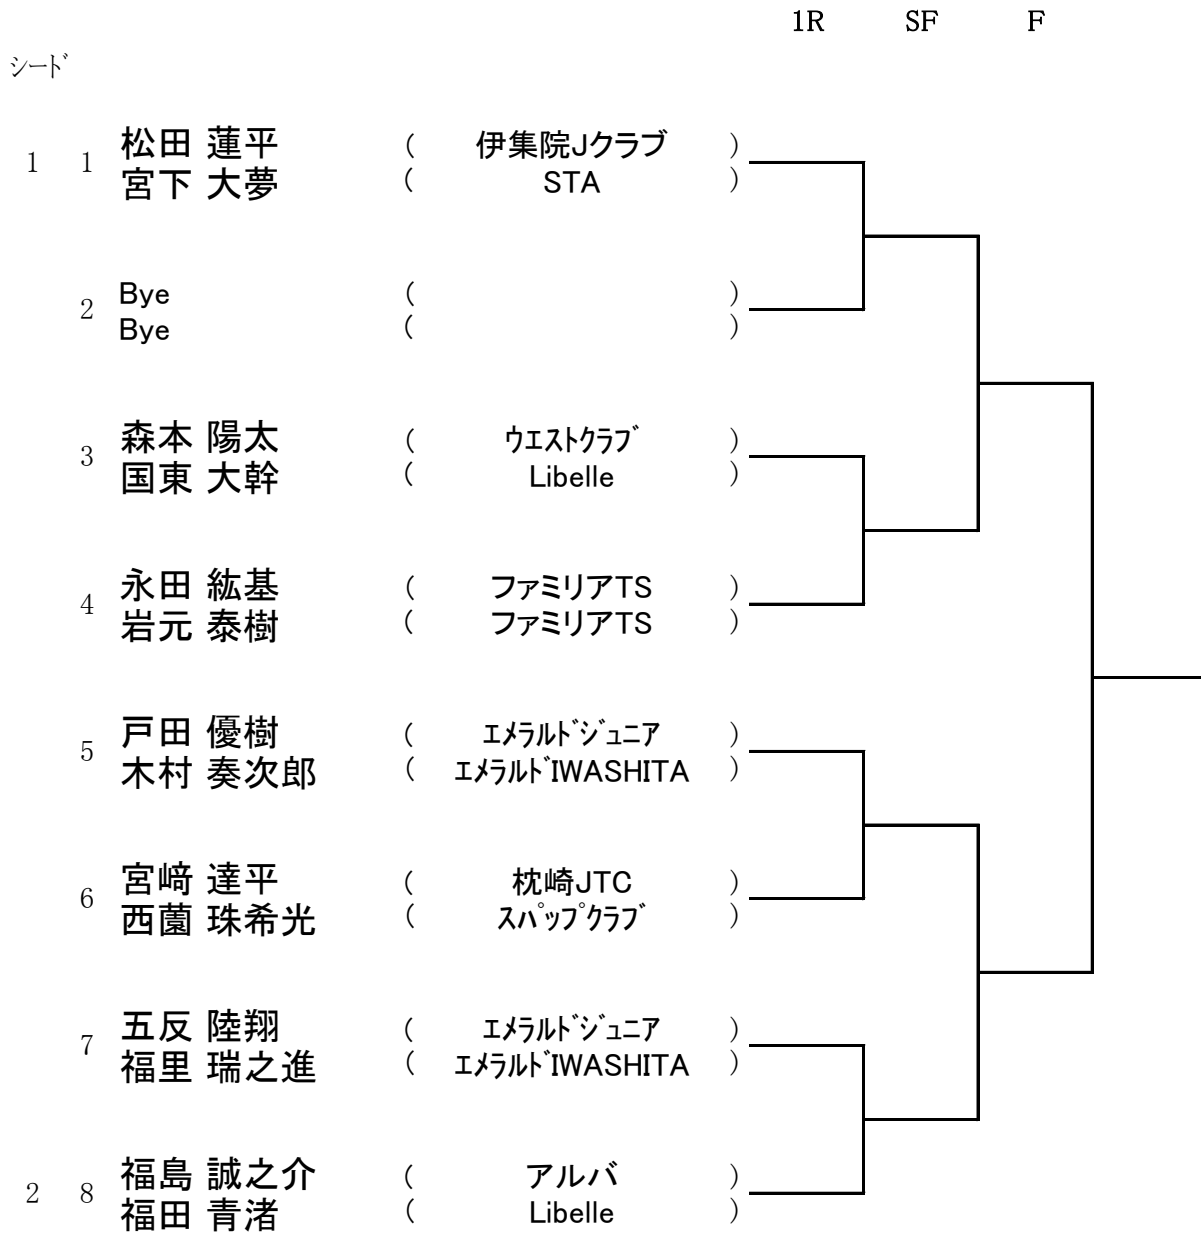 1R SF F
シード
1 1 松田 蓮平 ( 伊集院Jクラブ )
宮下 大夢 ( STA )
2 Bye ( )
Bye ( )
3 森本 陽太 ( ウエストクラブ )
国東 大幹 ( Libelle )
4 永田 紘基 ( ファミリアTS )
岩元 泰樹 ( ファミリアTS )
5 戸田 優樹 ( エメラルドジュニア )
木村 奏次郎 ( エメラルドIWASHITA )
6 宮﨑 達平 ( 枕崎JTC )
西薗 珠希光 ( スパップクラブ )
7 五反 陸翔 ( エメラルドジュニア )
福里 瑞之進 ( エメラルドIWASHITA )
2 8 福島 誠之介 ( アルバ )
福田 青渚 ( Libelle )